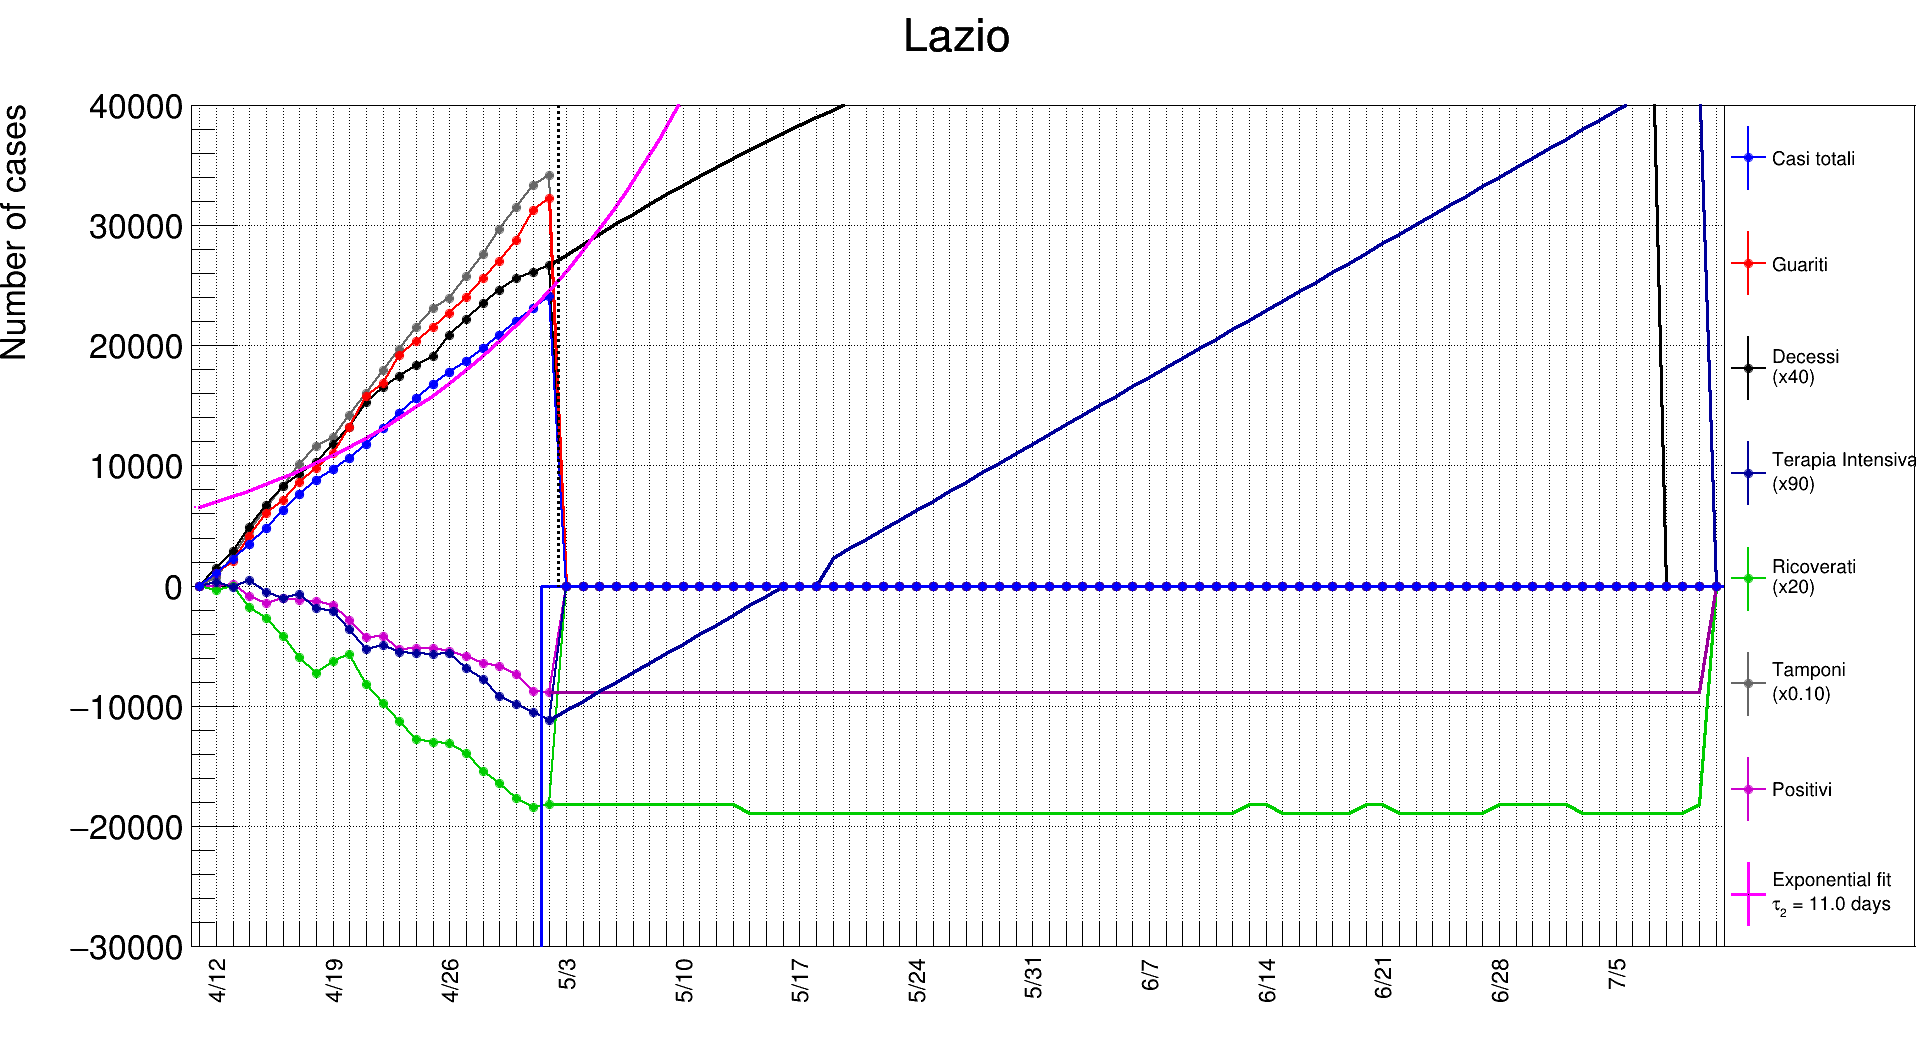 Lazio
Number of cases
40000
30000
20000
10000
0
−10000
−20000
−30000
4/12
4/19
4/26
5/3
5/10
5/17
5/24
5/31
6/7
6/14
6/21
6/28
7/5
Casi totali
Guariti
Decessi
(x40)
Terapia Intensiva
(x90)
Ricoverati
(x20)
Tamponi
(x0.10)
Positivi
Exponential fit
τ2 = 11.0 days